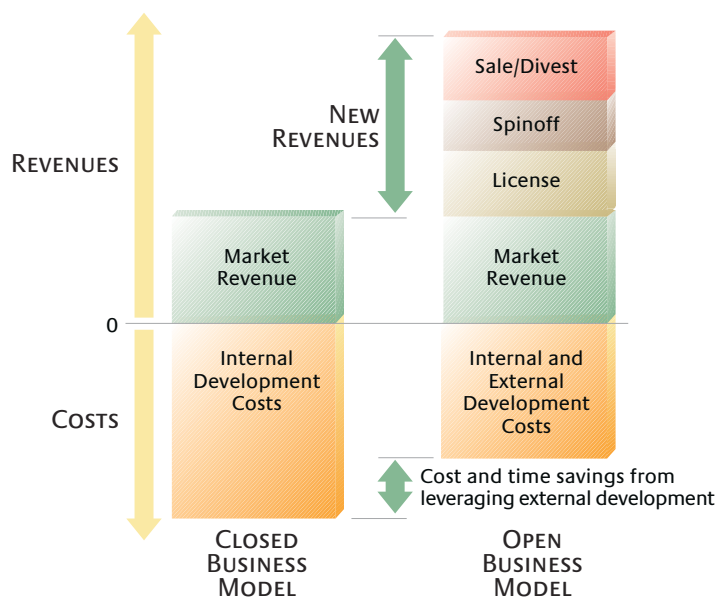 Sale/Divest
NEW
REVENUES
Spinoff
REVENUES
License
Market
Revenue
Market
Revenue
0
Internal
Development
Costs
Internal and
External
Development
Costs
COSTS
Cost and time savings from
leveraging external development
CLOSED
BUSINESS
MODEL
OPEN
BUSINESS
MODEL